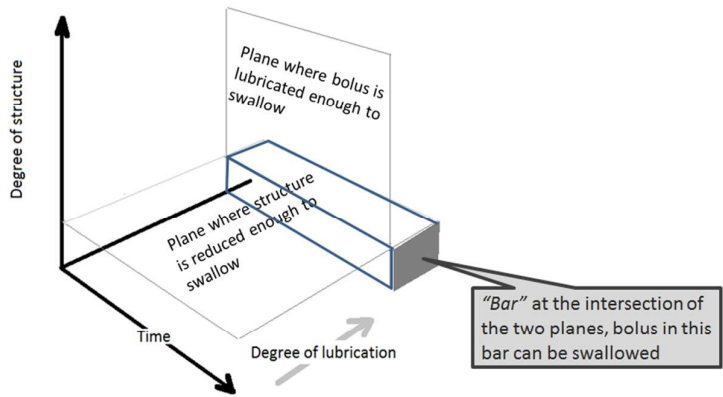 Degree of structure
Plane where bolus is
lubricated enough to
swallow
Plane where structure
is reduced enough to
swallow
Time
Degree of lubrication
“Bar” at the intersection of
the two planes, bolus in this
bar can be swallowed